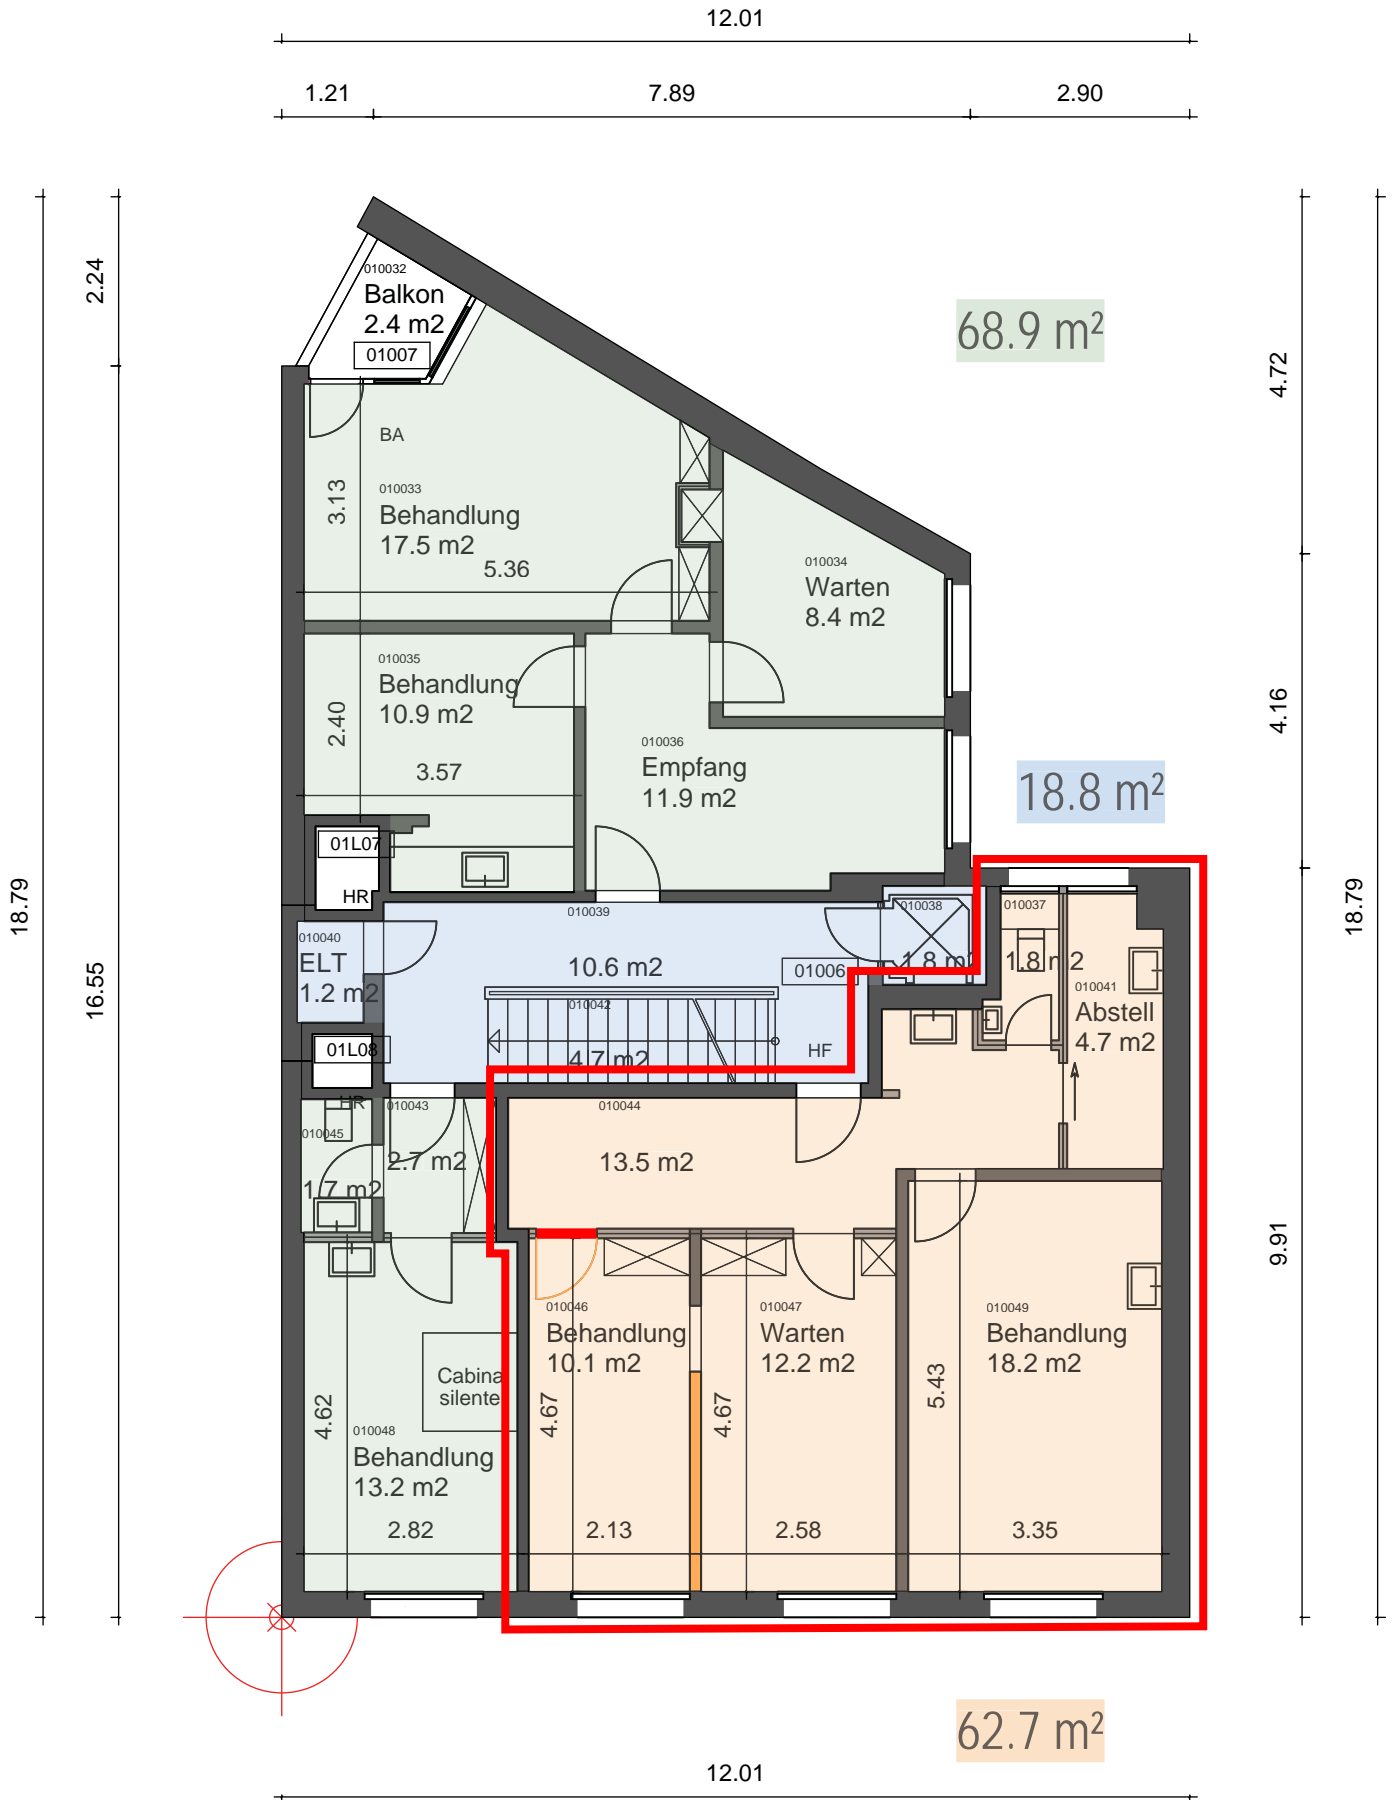 12.01
1.21
7.89
2.90
2.24
18.79
16.55
4.72
4.16
9.91
18.79
010032
Balkon
2.4 m2
01007
68.9 m²
BA
3.13
010033
Behandlung
17.5 m2
5.36
010034
Warten
8.4 m2
010035
Behandlung
10.9 m2
2.40
3.57
010036
Empfang
11.9 m2
18.8 m²
01L07
HR
010039
10.6 m2
010038
1.8 m2
010037
1.8 m2
010040
ELT
1.2 m2
01006
010041
Abstell
4.7 m2
010042
4.7 m2
HF
01L08
HR
010043
2.7 m2
010045
1.7 m2
010044
13.5 m2
010046
Behandlung
10.1 m2
010047
Warten
12.2 m2
010049
Behandlung
18.2 m2
Cabina
silente
4.62
4.67
4.67
5.43
010048
Behandlung
13.2 m2
2.82
2.13
2.58
3.35
62.7 m²
12.01